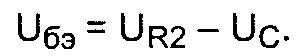 Uбэ = UR2 – UC.